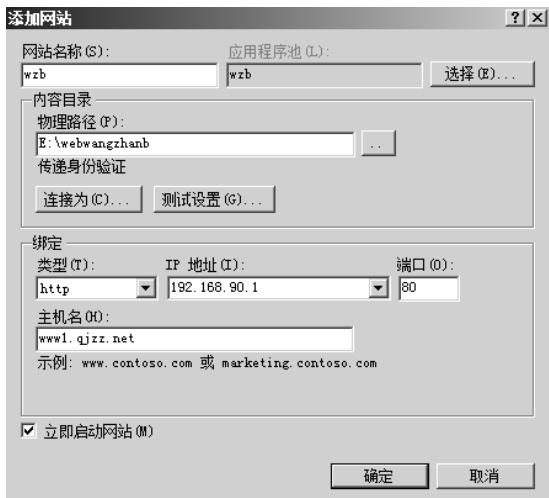 添加网站
网站名称(S): 应用程序池(L):
wzb wzb 选择(E)...
内容目录
物理路径(P):
E:\webwangzhanb ..
传递身份验证
连接为(C)... 测试设置(G)...
绑定
类型(T): IP 地址(I): 端口(O):
http 192.168.90.1 80
主机名(H):
www1.qjzz.net
示例: www.contoso.com 或 marketing.contoso.com
立即启动网站(M)
确定 取消